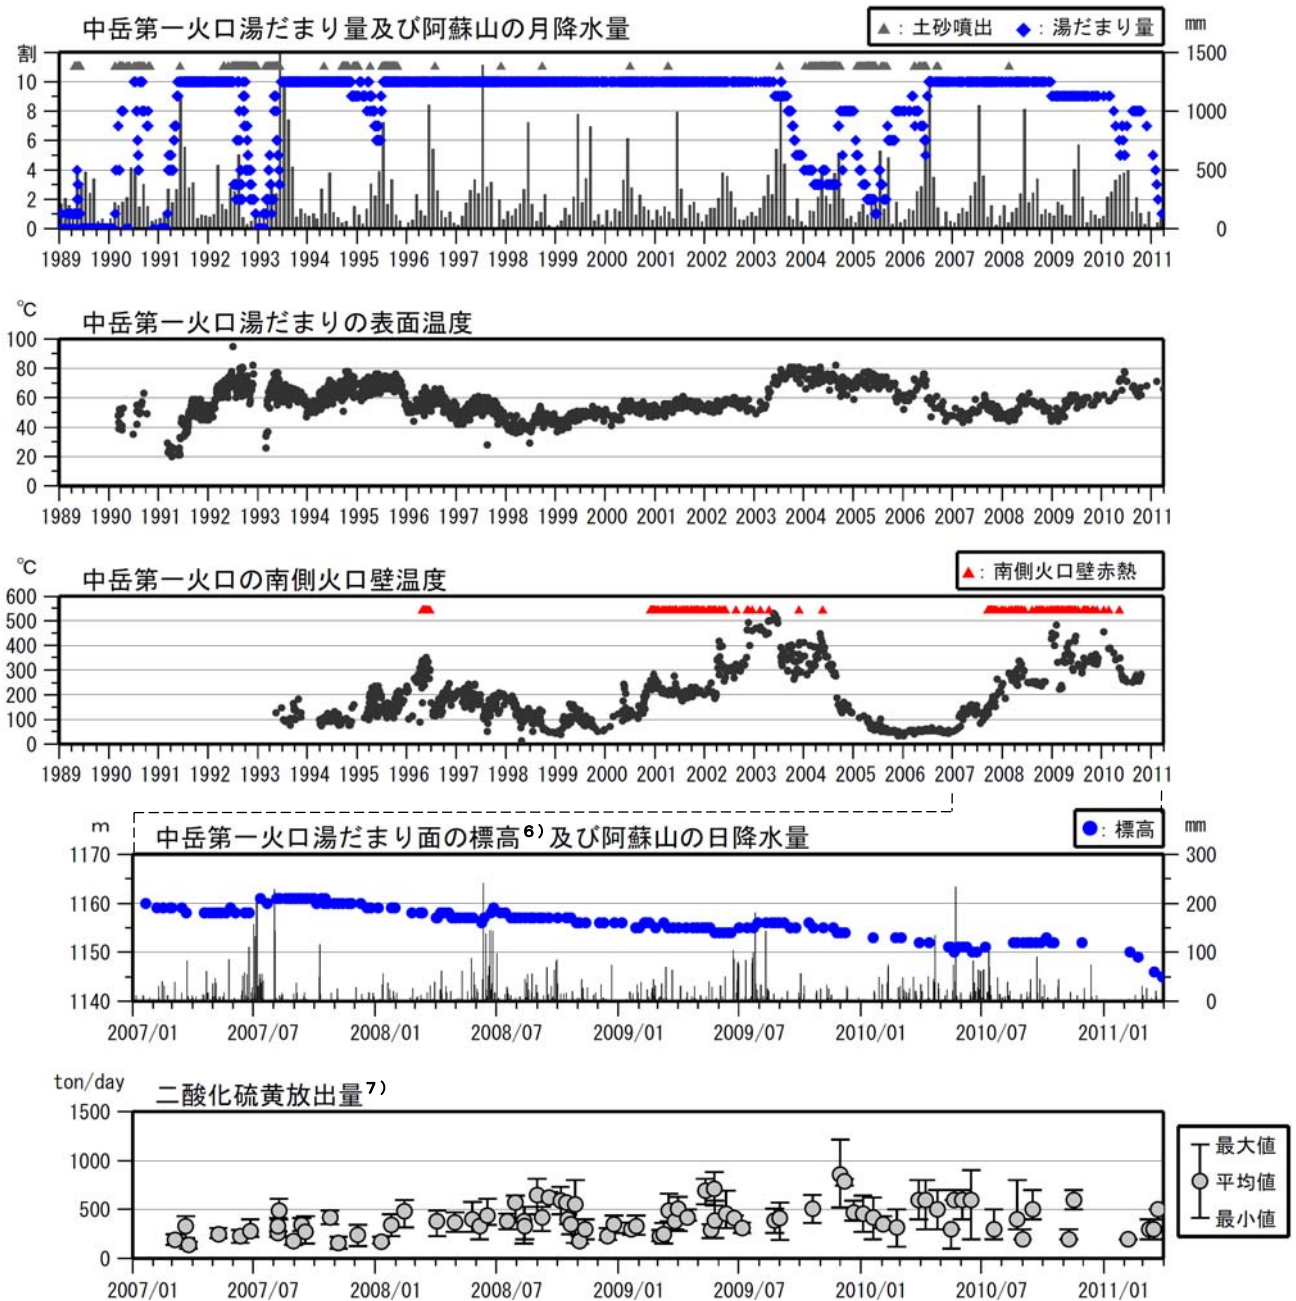 中岳第一火口湯だまり量及び阿蘇山の月降水量
▲：土砂噴出 ◆：湯だまり量
割
mm
10
8
6
4
2
0
1500
1000
500
0
1989 1990 1991 1992 1993 1994 1995 1996 1997 1998 1999 2000 2001 2002 2003 2004 2005 2006 2007 2008 2009 2010 2011
℃
中岳第一火口湯だまりの表面温度
100
80
60
40
20
0
1989 1990 1991 1992 1993 1994 1995 1996 1997 1998 1999 2000 2001 2002 2003 2004 2005 2006 2007 2008 2009 2010 2011
℃
中岳第一火口の南側火口壁温度
▲：南側火口壁赤熱
600
500
400
300
200
100
0
1989 1990 1991 1992 1993 1994 1995 1996 1997 1998 1999 2000 2001 2002 2003 2004 2005 2006 2007 2008 2009 2010 2011
m
中岳第一火口湯だまり面の標高6)及び阿蘇山の日降水量
●：標高
mm
1170
1160
1150
1140
300
200
100
0
2007/01 2007/07 2008/01 2008/07 2009/01 2009/07 2010/01 2010/07 2011/01
ton/day
二酸化硫黄放出量7)
1500
1000
500
0
最大値
平均値
最小値
2007/01 2007/07 2008/01 2008/07 2009/01 2009/07 2010/01 2010/07 2011/01